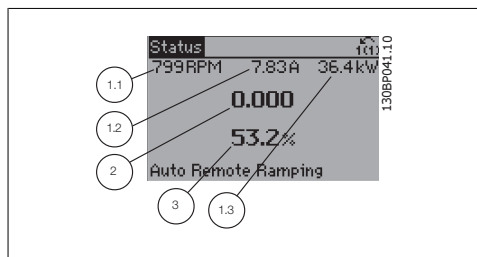 Status 1(1)
799RPM 7.83A 36.4kW
0.000
53.2%
Auto Remote Ramping
1.1
1.2
2
3
1.3
130BP041.10